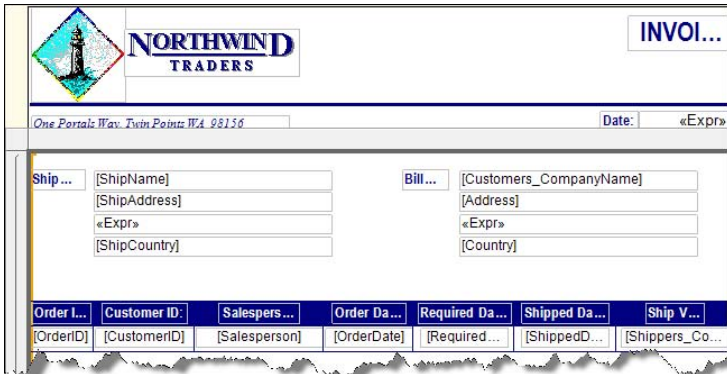 INVOI...
NORTHWIND
TRADERS
One Portals Way, Twin Points WA 98156
Date: «Expr»
Ship... [ShipName] Bill... [Customers_CompanyName]
[ShipAddress] [Address]
«Expr» «Expr»
[ShipCountry] [Country]
Order I... Customer ID: Salespers... Order Da... Required Da... Shipped Da... Ship V...
[OrderID] [CustomerID] [Salesperson] [OrderDate] [Required... [ShippedD... [Shippers_Co...